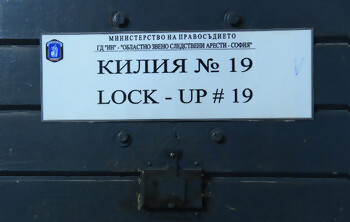 МИНИСТЕРСТВО НА ПРАВОСЪДИЕТО
ГД "ИН" - "ОБЛАСТНО ЗВЕНО СЛЕДСТВЕНИ АРЕСТИ - СОФИЯ"
КИЛИЯ № 19
LOCK - UP # 19